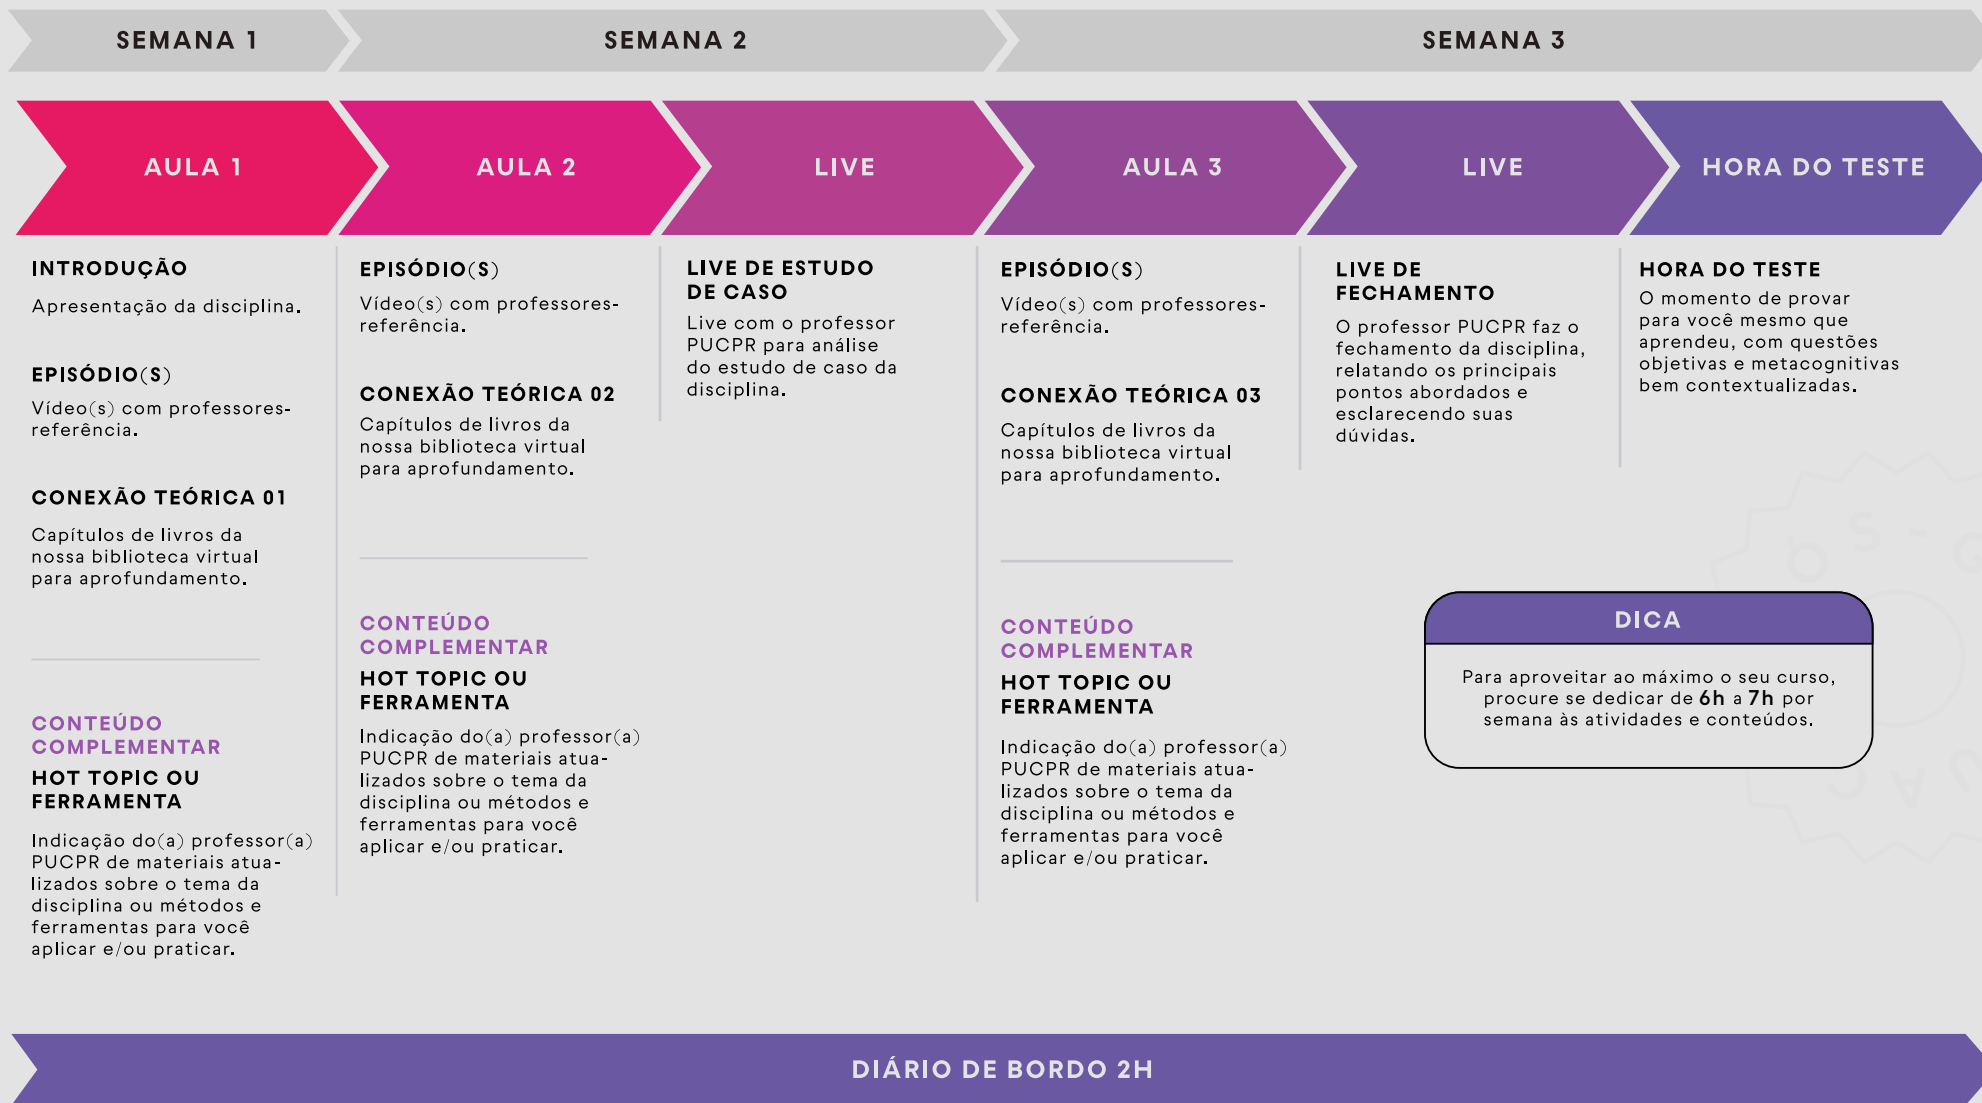 SEMANA 1
SEMANA 2
SEMANA 3
AULA 1
AULA 2
LIVE
AULA 3
LIVE
HORA DO TESTE
INTRODUÇÃO
Apresentação da disciplina.
EPISÓDIO(S)
Vídeo(s) com professores-
referência.
CONEXÃO TEÓRICA 01
Capítulos de livros da
nossa biblioteca virtual
para aprofundamento.
CONTEÚDO
COMPLEMENTAR
HOT TOPIC OU
FERRAMENTA
Indicação do(a) professor(a)
PUCPR de materiais atua-
lizados sobre o tema da
disciplina ou métodos e
ferramentas para você
aplicar e/ou praticar.
EPISÓDIO(S)
Vídeo(s) com professores-
referência.
CONEXÃO TEÓRICA 02
Capítulos de livros da
nossa biblioteca virtual
para aprofundamento.
CONTEÚDO
COMPLEMENTAR
HOT TOPIC OU
FERRAMENTA
Indicação do(a) professor(a)
PUCPR de materiais atua-
lizados sobre o tema da
disciplina ou métodos e
ferramentas para você
aplicar e/ou praticar.
LIVE DE ESTUDO
DE CASO
Live com o professor
PUCPR para análise
do estudo de caso da
disciplina.
EPISÓDIO(S)
Vídeo(s) com professores-
referência.
CONEXÃO TEÓRICA 03
Capítulos de livros da
nossa biblioteca virtual
para aprofundamento.
CONTEÚDO
COMPLEMENTAR
HOT TOPIC OU
FERRAMENTA
Indicação do(a) professor(a)
PUCPR de materiais atua-
lizados sobre o tema da
disciplina ou métodos e
ferramentas para você
aplicar e/ou praticar.
LIVE DE
FECHAMENTO
O professor PUCPR faz o
fechamento da disciplina,
relatando os principais
pontos abordados e
esclarecendo suas
dúvidas.
HORA DO TESTE
O momento de provar
para você mesmo que
aprendeu, com questões
objetivas e metacognitivas
bem contextualizadas.
DICA
Para aproveitar ao máximo o seu curso,
procure se dedicar de 6h a 7h por
semana às atividades e conteúdos.
DIÁRIO DE BORDO 2H